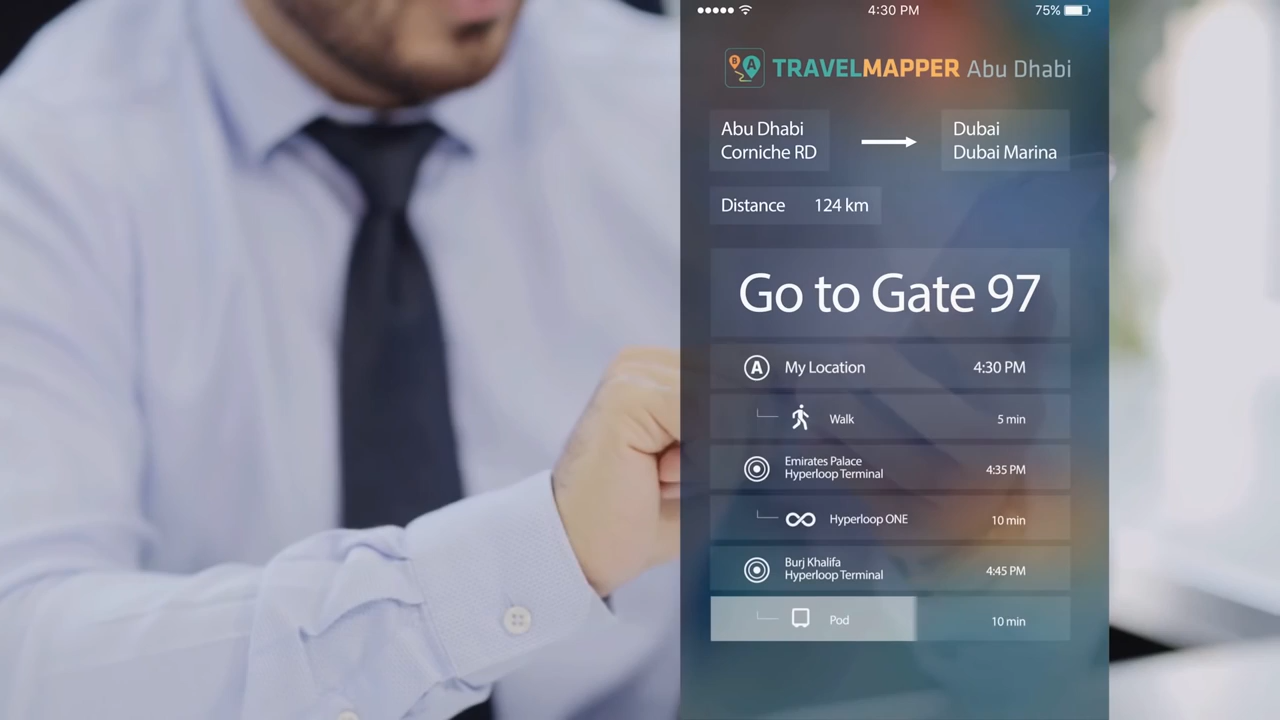 4:30 PM
75%
B A TRAVELMAPPER Abu Dhabi
Abu Dhabi
Corniche RD
Dubai
Dubai Marina
Distance 124 km
Go to Gate 97
A My Location 4:30 PM
Walk 5 min
Emirates Palace
Hyperloop Terminal
4:35 PM
Hyperloop ONE 10 min
Burj Khalifa
Hyperloop Terminal
4:45 PM
Pod 10 min